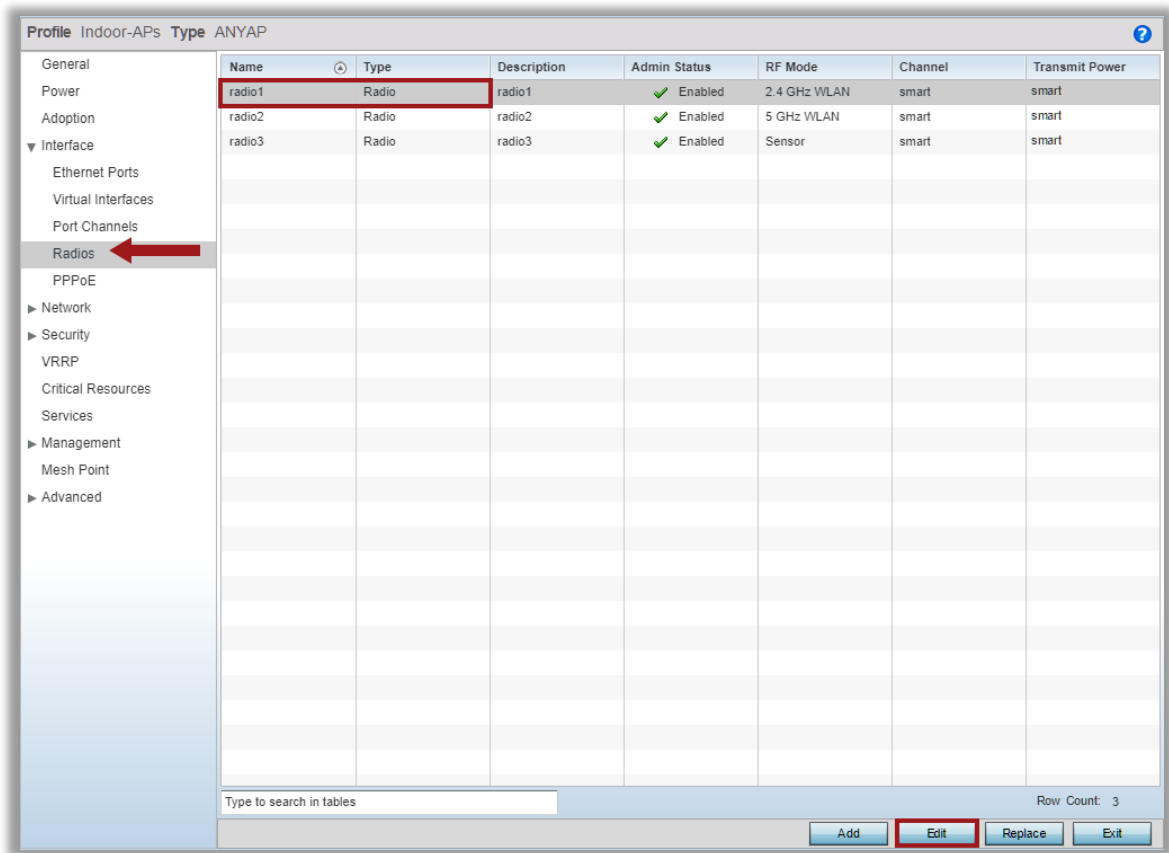 Profile Indoor-APs Type ANYAP
General
Power
Adoption
Interface
Ethernet Ports
Virtual Interfaces
Port Channels
Radios
PPPoE
Network
Security
VRRP
Critical Resources
Services
Management
Mesh Point
Advanced
Name Type Description Admin Status RF Mode Channel Transmit Power
radio1 Radio radio1 Enabled 2.4 GHz WLAN smart smart
radio2 Radio radio2 Enabled 5 GHz WLAN smart smart
radio3 Radio radio3 Enabled Sensor smart smart
Type to search in tables Row Count: 3
Add Edit Replace Exit